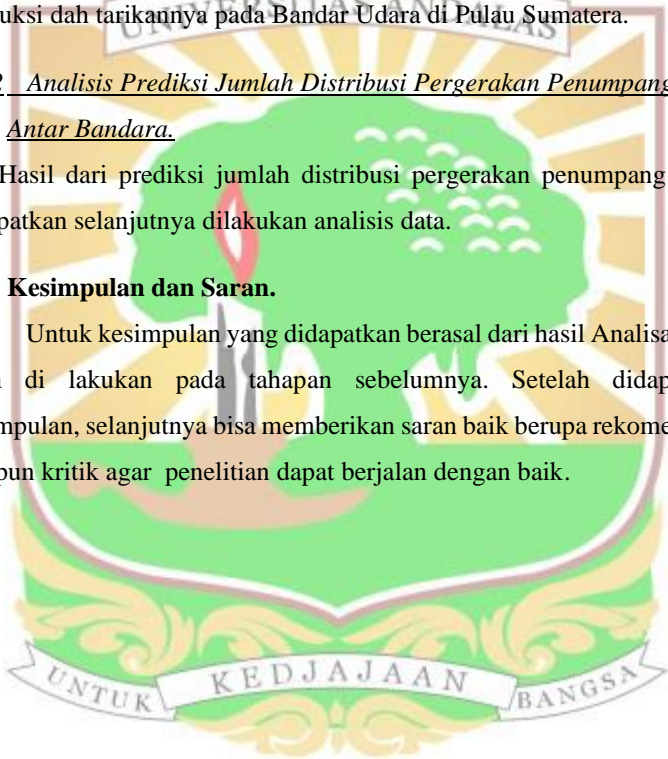 uksi dah tarikannya pada Bandar Udara di Pulau Sumatera.
UNIVERSITAS ANDALAS
2 Analisis Prediksi Jumlah Distribusi Pergerakan Penumpang
Antar Bandara.
Hasil dari prediksi jumlah distribusi pergerakan penumpang
patkan selanjutnya dilakukan analisis data.
Kesimpulan dan Saran.
Untuk kesimpulan yang didapatkan berasal dari hasil Analisa
di lakukan pada tahapan sebelumnya. Setelah didap
mpulan, selanjutnya bisa memberikan saran baik berupa rekome
pun kritik agar penelitian dapat berjalan dengan baik.
UNTUK KEDJAJAAN BANGSA